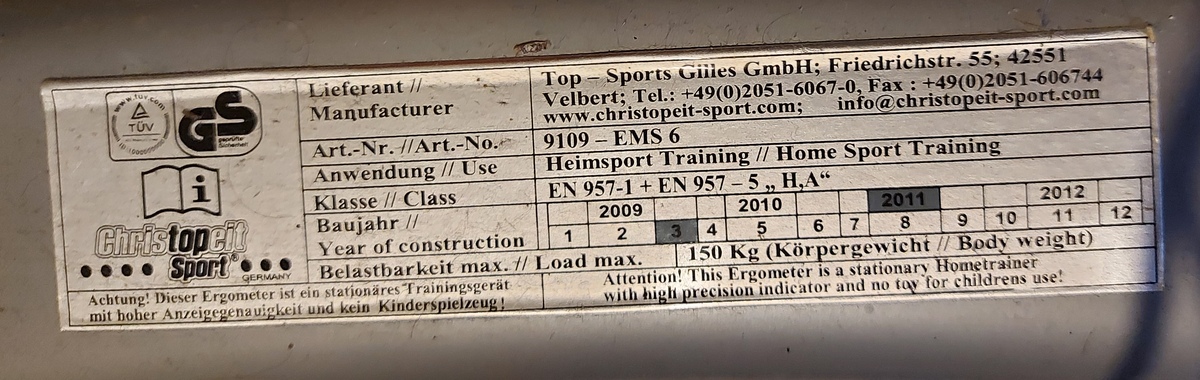 www.tuv.com
TÜV
GS
geprüfte
Sicherheit
i
Christopeit
Sport®
GERMANY
Lieferant //
Manufacturer
Top – Sports Gilles GmbH; Friedrichstr. 55; 42551
Velbert; Tel.: +49(0)2051-6067-0, Fax : +49(0)2051-606744
www.christopeit-sport.com; info@christopeit-sport.com
Art.-Nr. //Art.-No.
9109 – EMS 6
Anwendung // Use
Heimsport Training // Home Sport Training
Klasse // Class
EN 957-1 + EN 957 – 5 „ H,A“
Baujahr //
Year of construction
2009 2010 2011 2012
1 2 3 4 5 6 7 8 9 10 11 12
Belastbarkeit max. // Load max.
150 Kg (Körpergewicht // Body weight)
Achtung! Dieser Ergometer ist ein stationäres Trainingsgerät
mit hoher Anzeigegenauigkeit und kein Kinderspielzeug!
Attention! This Ergometer is a stationary Hometrainer
with high precision indicator and no toy for childrens use!